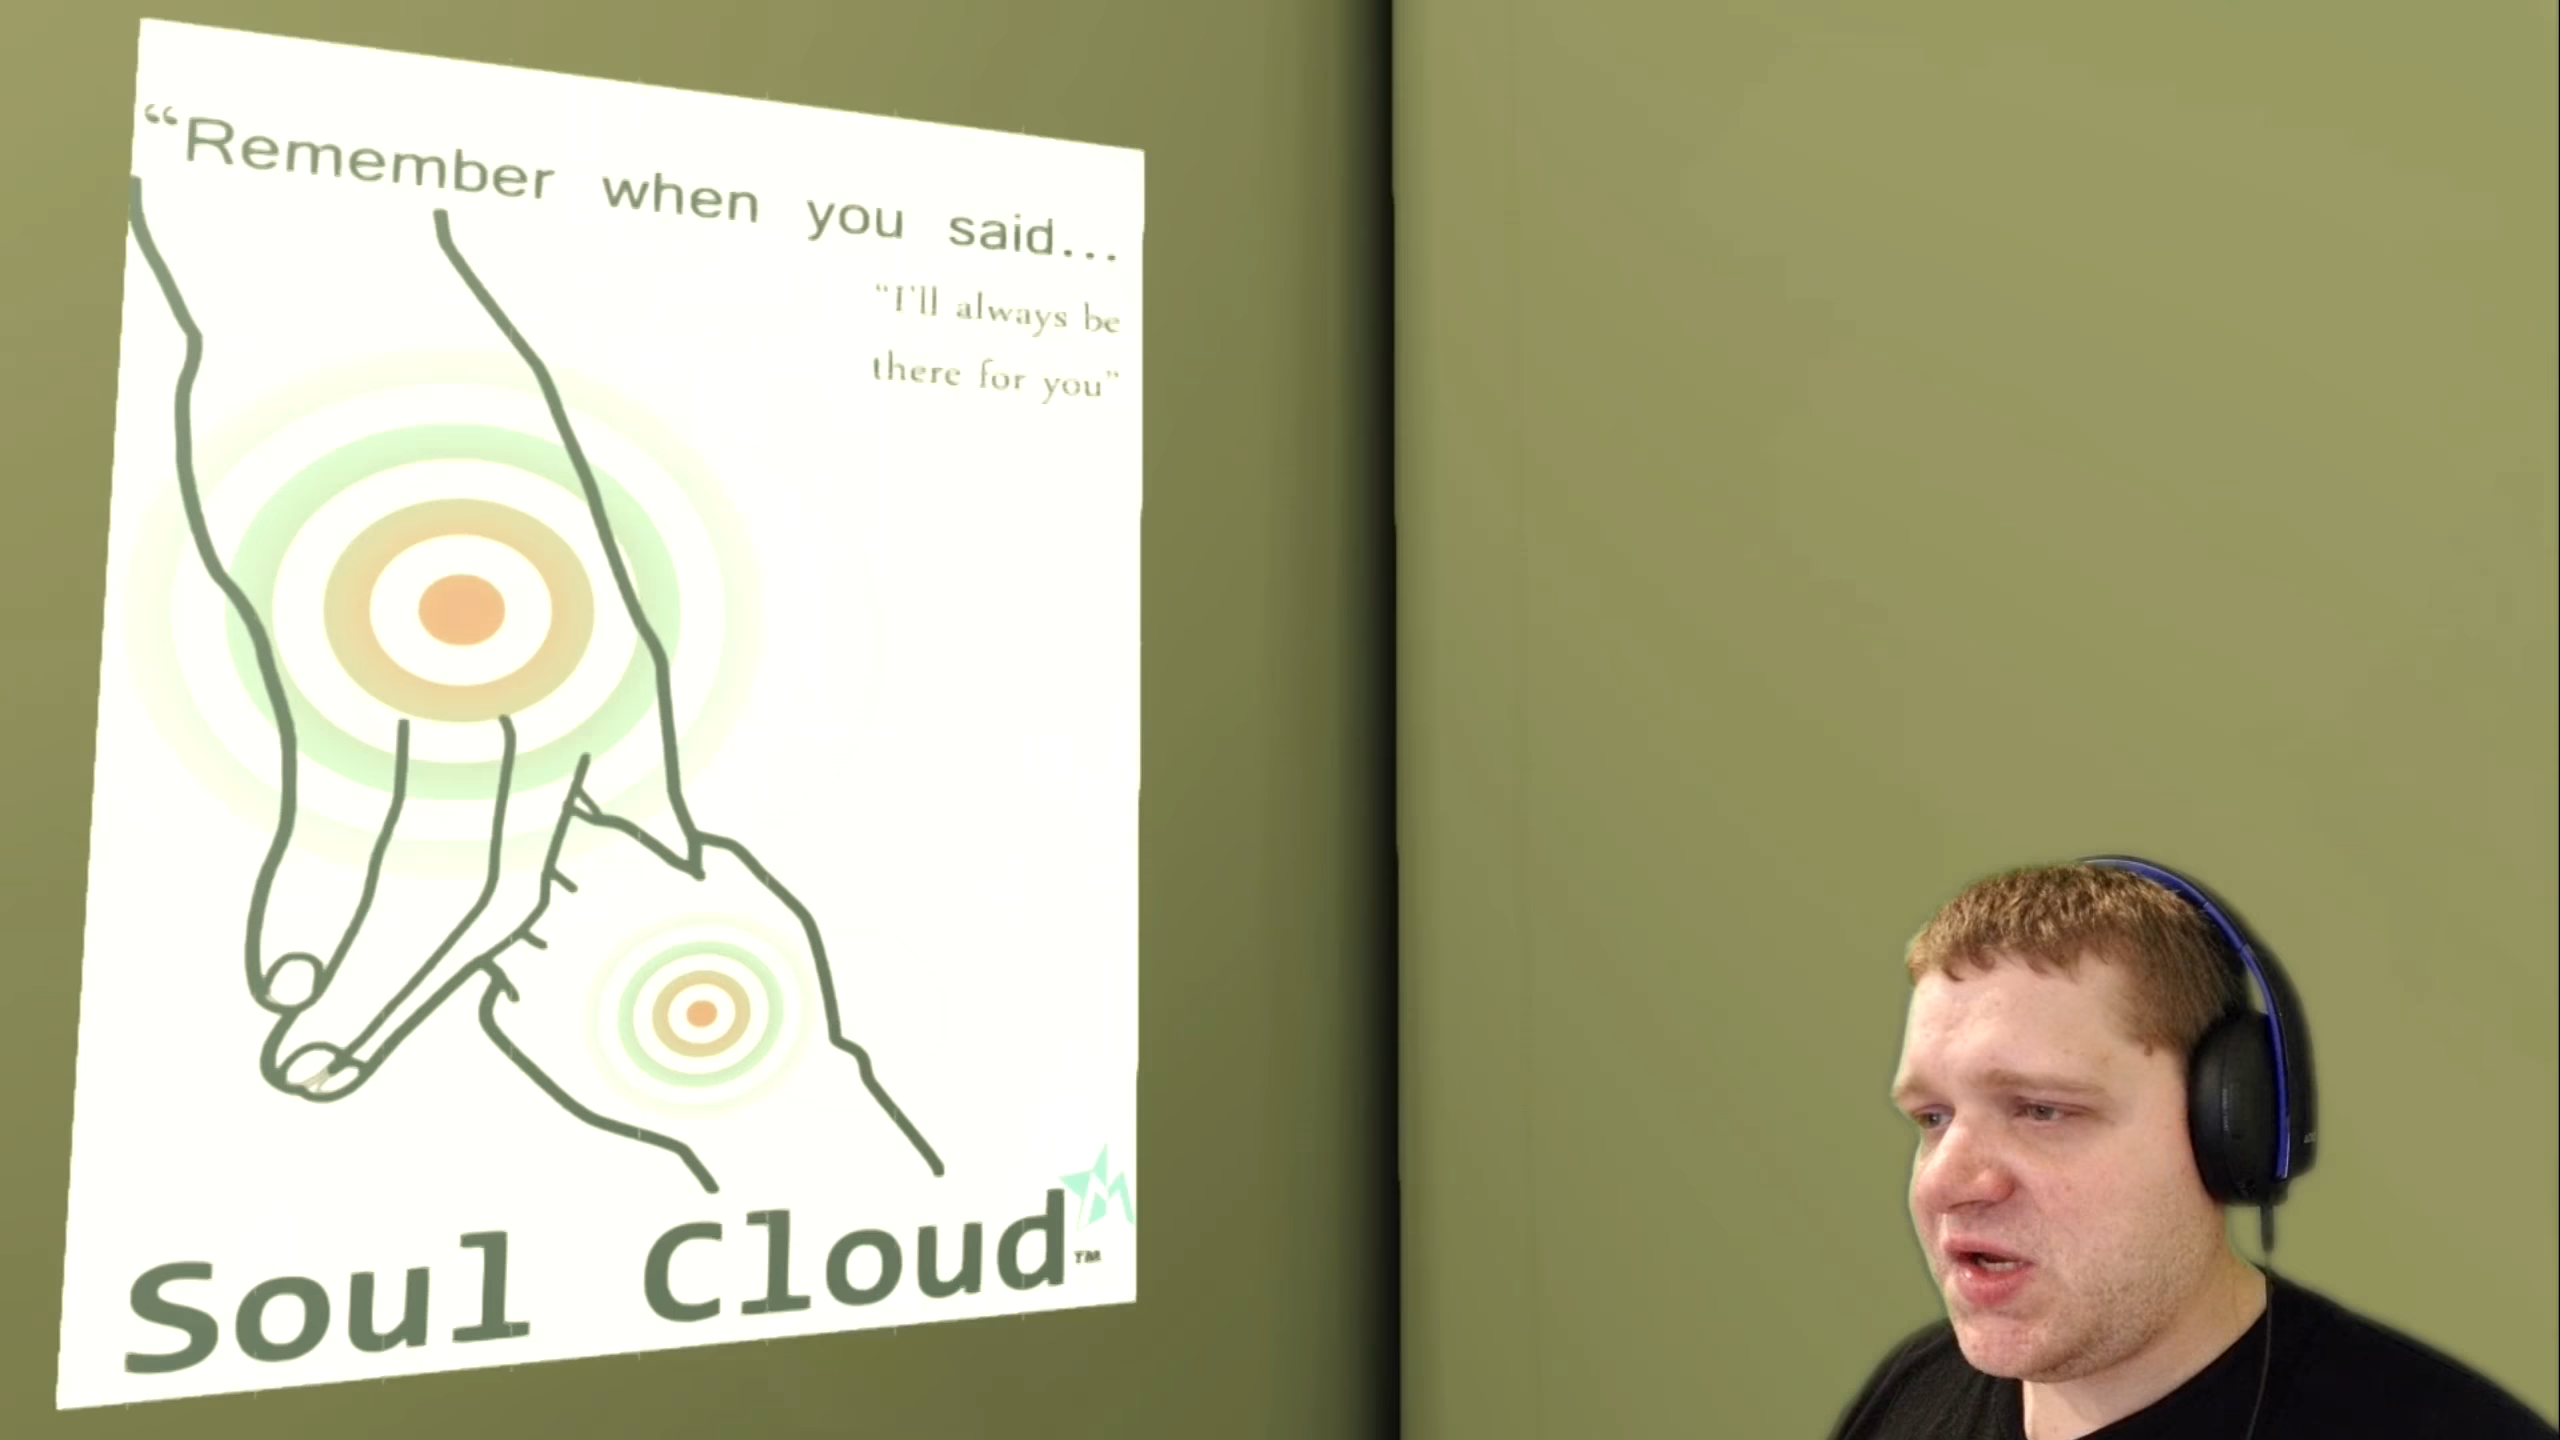 “Remember when you said...
“I'll always be
there for you”
Soul Cloud™